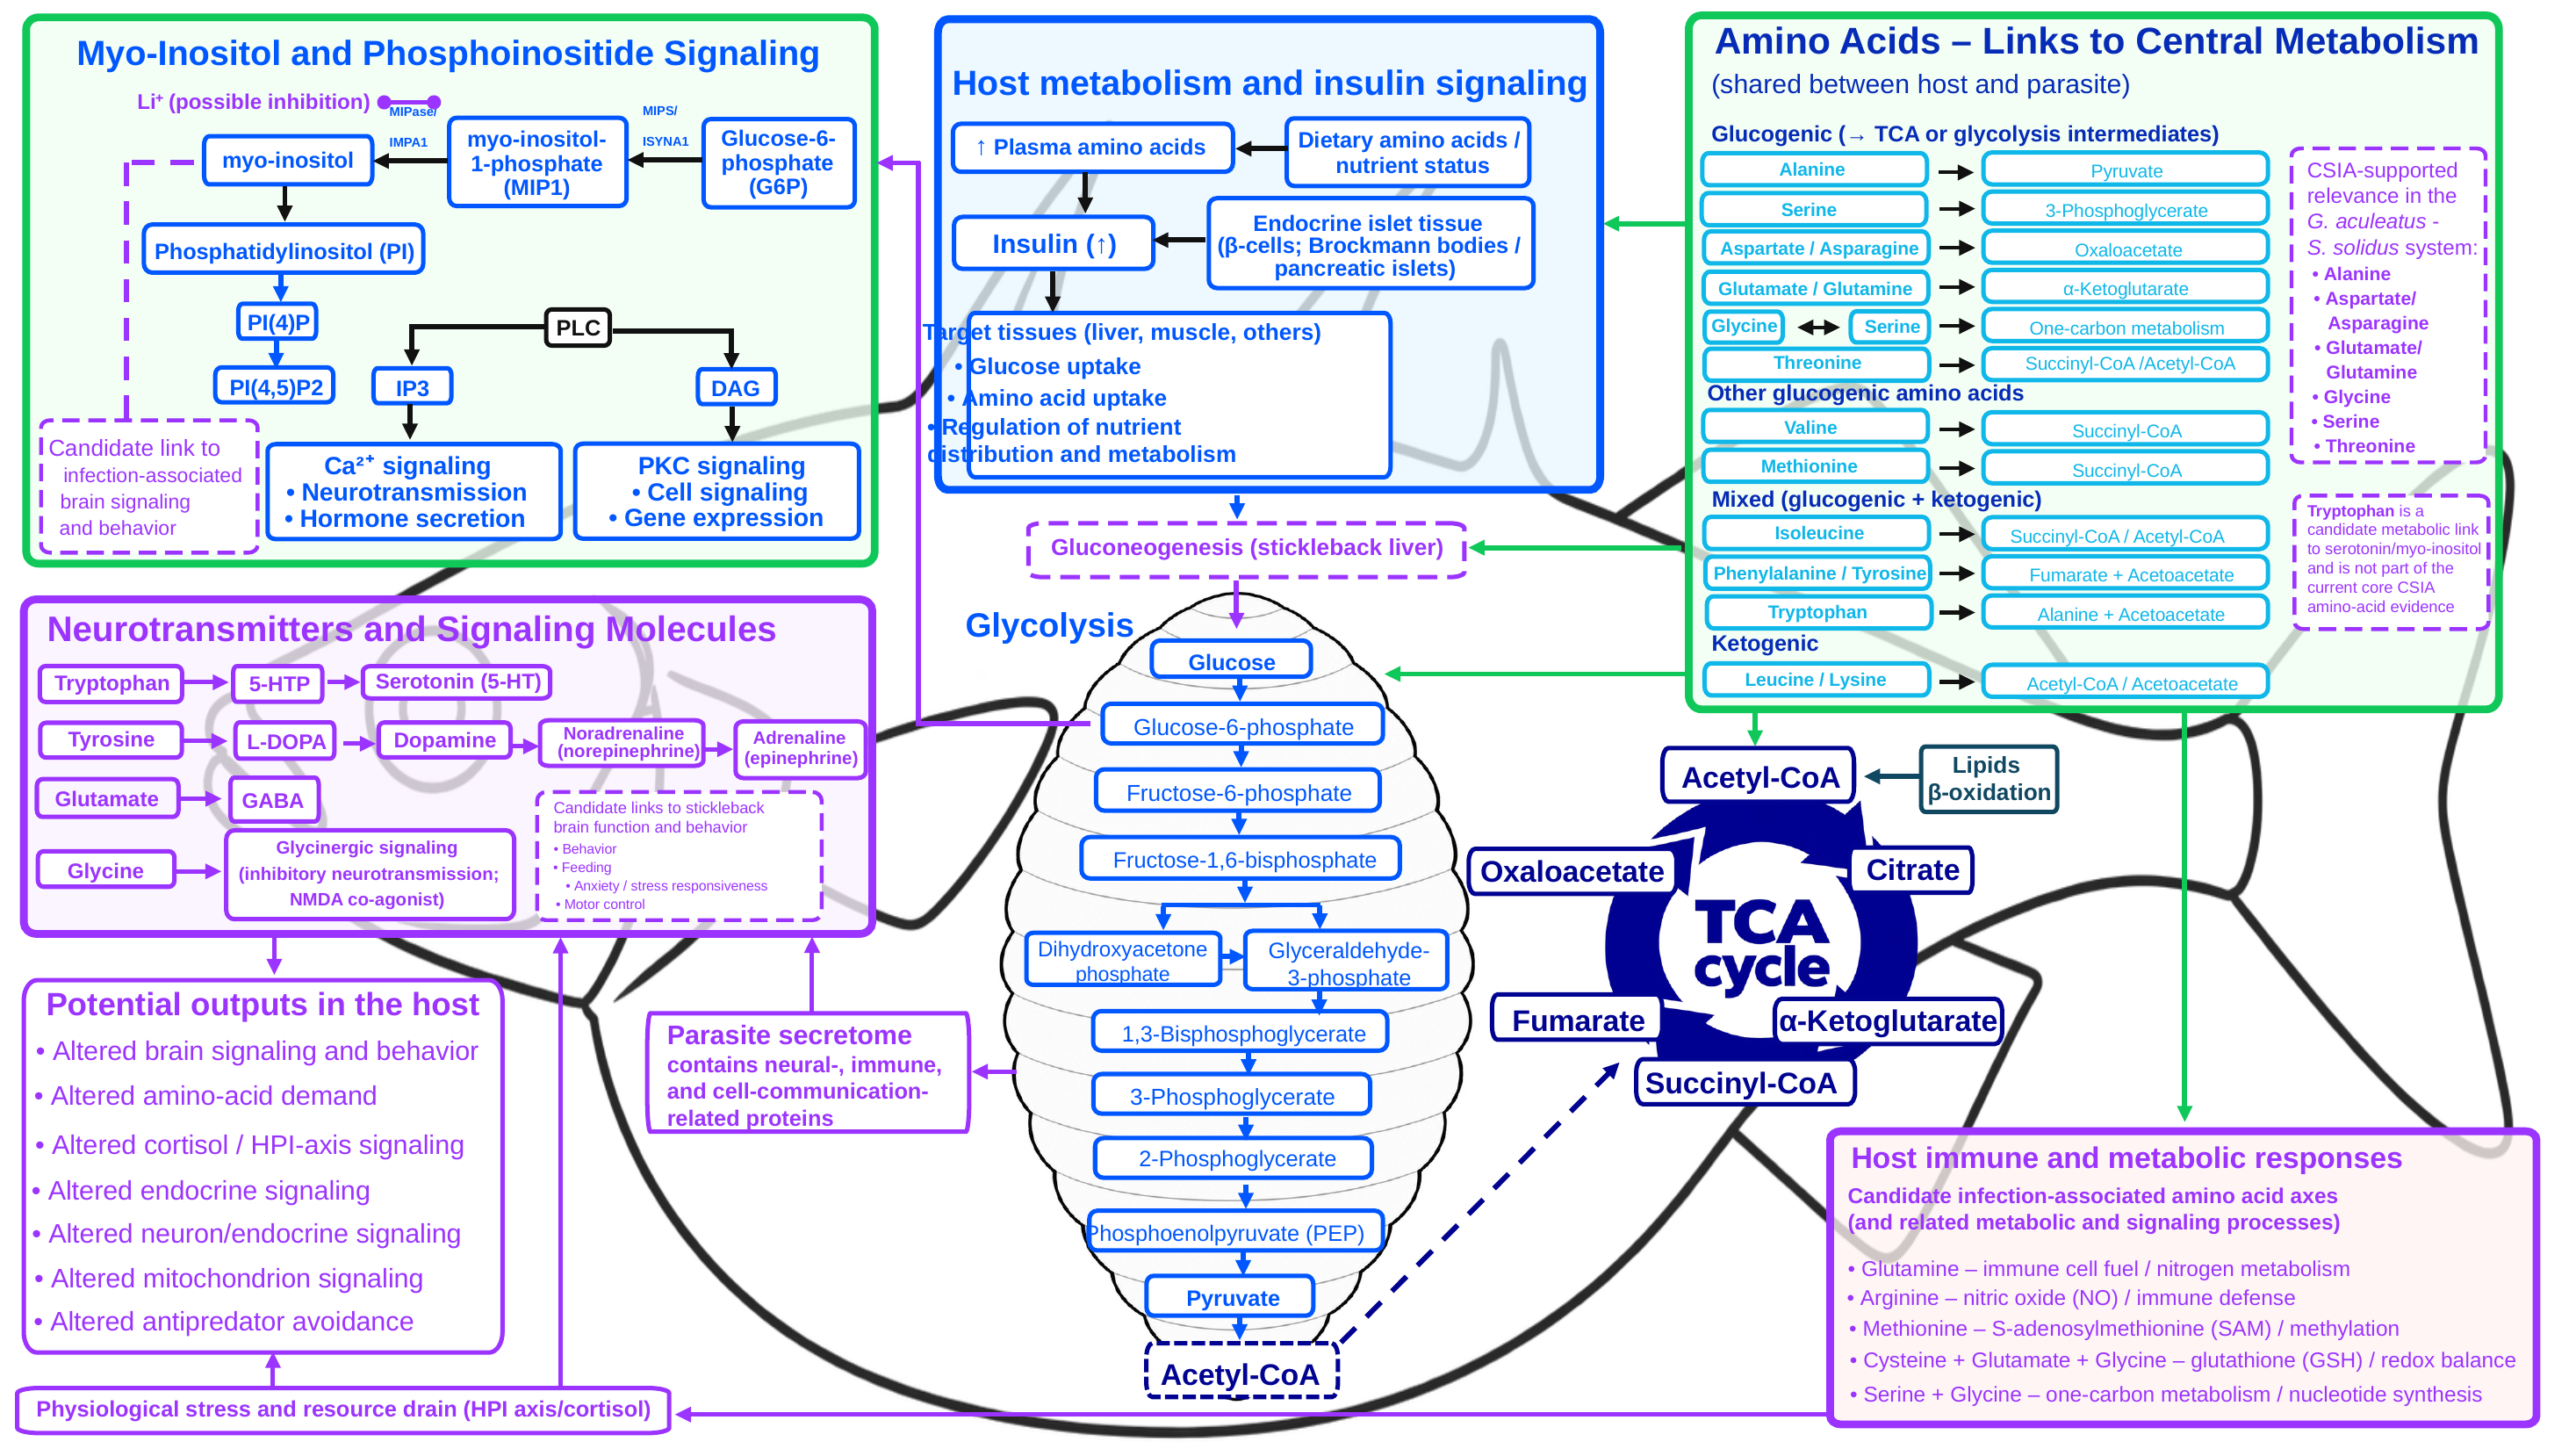 Myo-Inositol and Phosphoinositide Signaling
Li⁺ (possible inhibition)
MIPase/
IMPA1
MIPS/
ISYNA1
myo-inositol
myo-inositol-
1-phosphate
(MIP1)
Glucose-6-
phosphate
(G6P)
Phosphatidylinositol (PI)
PI(4)P
PI(4,5)P2
PLC
IP3
DAG
Candidate link to
infection-associated
brain signaling
and behavior
Ca²⁺ signaling
• Neurotransmission
• Hormone secretion
PKC signaling
• Cell signaling
• Gene expression
Host metabolism and insulin signaling
↑ Plasma amino acids
Dietary amino acids /
nutrient status
Insulin (↑)
Endocrine islet tissue
(β-cells; Brockmann bodies /
pancreatic islets)
Target tissues (liver, muscle, others)
• Glucose uptake
• Amino acid uptake
• Regulation of nutrient
distribution and metabolism
Gluconeogenesis (stickleback liver)
Amino Acids – Links to Central Metabolism
(shared between host and parasite)
Glucogenic (→ TCA or glycolysis intermediates)
Alanine
Pyruvate
Serine
3-Phosphoglycerate
Aspartate / Asparagine
Oxaloacetate
Glutamate / Glutamine
α-Ketoglutarate
Glycine
Serine
One-carbon metabolism
Threonine
Succinyl-CoA /Acetyl-CoA
Other glucogenic amino acids
Valine
Succinyl-CoA
Methionine
Succinyl-CoA
Mixed (glucogenic + ketogenic)
Isoleucine
Succinyl-CoA / Acetyl-CoA
Phenylalanine / Tyrosine
Fumarate + Acetoacetate
Tryptophan
Alanine + Acetoacetate
Ketogenic
Leucine / Lysine
Acetyl-CoA / Acetoacetate
CSIA-supported
relevance in the
G. aculeatus -
S. solidus system:
• Alanine
• Aspartate/
Asparagine
• Glutamate/
Glutamine
• Glycine
• Serine
• Threonine
Tryptophan is a
candidate metabolic link
to serotonin/myo-inositol
and is not part of the
current core CSIA
amino-acid evidence
Neurotransmitters and Signaling Molecules
Tryptophan
5-HTP
Serotonin (5-HT)
Tyrosine
L-DOPA
Dopamine
Noradrenaline
(norepinephrine)
Adrenaline
(epinephrine)
Glutamate
GABA
Glycine
Glycinergic signaling
(inhibitory neurotransmission;
NMDA co-agonist)
Candidate links to stickleback
brain function and behavior
• Behavior
• Feeding
• Anxiety / stress responsiveness
• Motor control
Glycolysis
Glucose
Glucose-6-phosphate
Fructose-6-phosphate
Fructose-1,6-bisphosphate
Dihydroxyacetone
phosphate
Glyceraldehyde-
3-phosphate
1,3-Bisphosphoglycerate
3-Phosphoglycerate
2-Phosphoglycerate
Phosphoenolpyruvate (PEP)
Pyruvate
Acetyl-CoA
Acetyl-CoA
Lipids
β-oxidation
Oxaloacetate
Citrate
TCA
cycle
Fumarate
α-Ketoglutarate
Succinyl-CoA
Potential outputs in the host
• Altered brain signaling and behavior
• Altered amino-acid demand
• Altered cortisol / HPI-axis signaling
• Altered endocrine signaling
• Altered neuron/endocrine signaling
• Altered mitochondrion signaling
• Altered antipredator avoidance
Parasite secretome
contains neural-, immune,
and cell-communication-
related proteins
Physiological stress and resource drain (HPI axis/cortisol)
Host immune and metabolic responses
Candidate infection-associated amino acid axes
(and related metabolic and signaling processes)
• Glutamine – immune cell fuel / nitrogen metabolism
• Arginine – nitric oxide (NO) / immune defense
• Methionine – S-adenosylmethionine (SAM) / methylation
• Cysteine + Glutamate + Glycine – glutathione (GSH) / redox balance
• Serine + Glycine – one-carbon metabolism / nucleotide synthesis